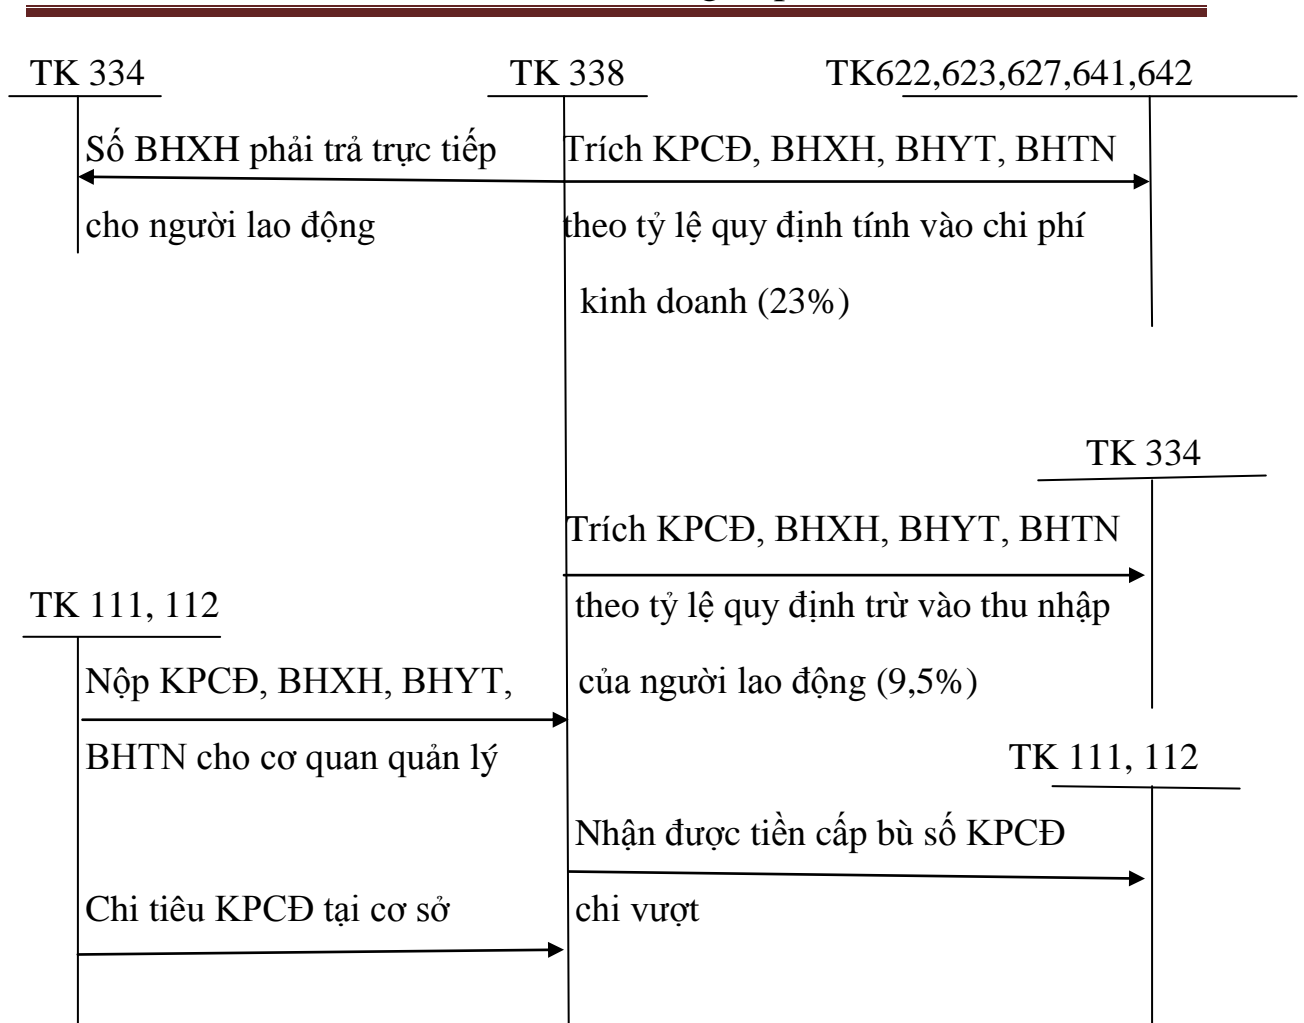 TK 334
TK 338
TK622,623,627,641,642
Số BHXH phải trả trực tiếp
cho người lao động
Trích KPCĐ, BHXH, BHYT, BHTN
theo tỷ lệ quy định tính vào chi phí
kinh doanh (23%)
TK 334
Trích KPCĐ, BHXH, BHYT, BHTN
theo tỷ lệ quy định trừ vào thu nhập
của người lao động (9,5%)
TK 111, 112
Nộp KPCĐ, BHXH, BHYT,
BHTN cho cơ quan quản lý
TK 111, 112
Nhận được tiền cấp bù số KPCĐ
chi vượt
Chi tiêu KPCĐ tại cơ sở